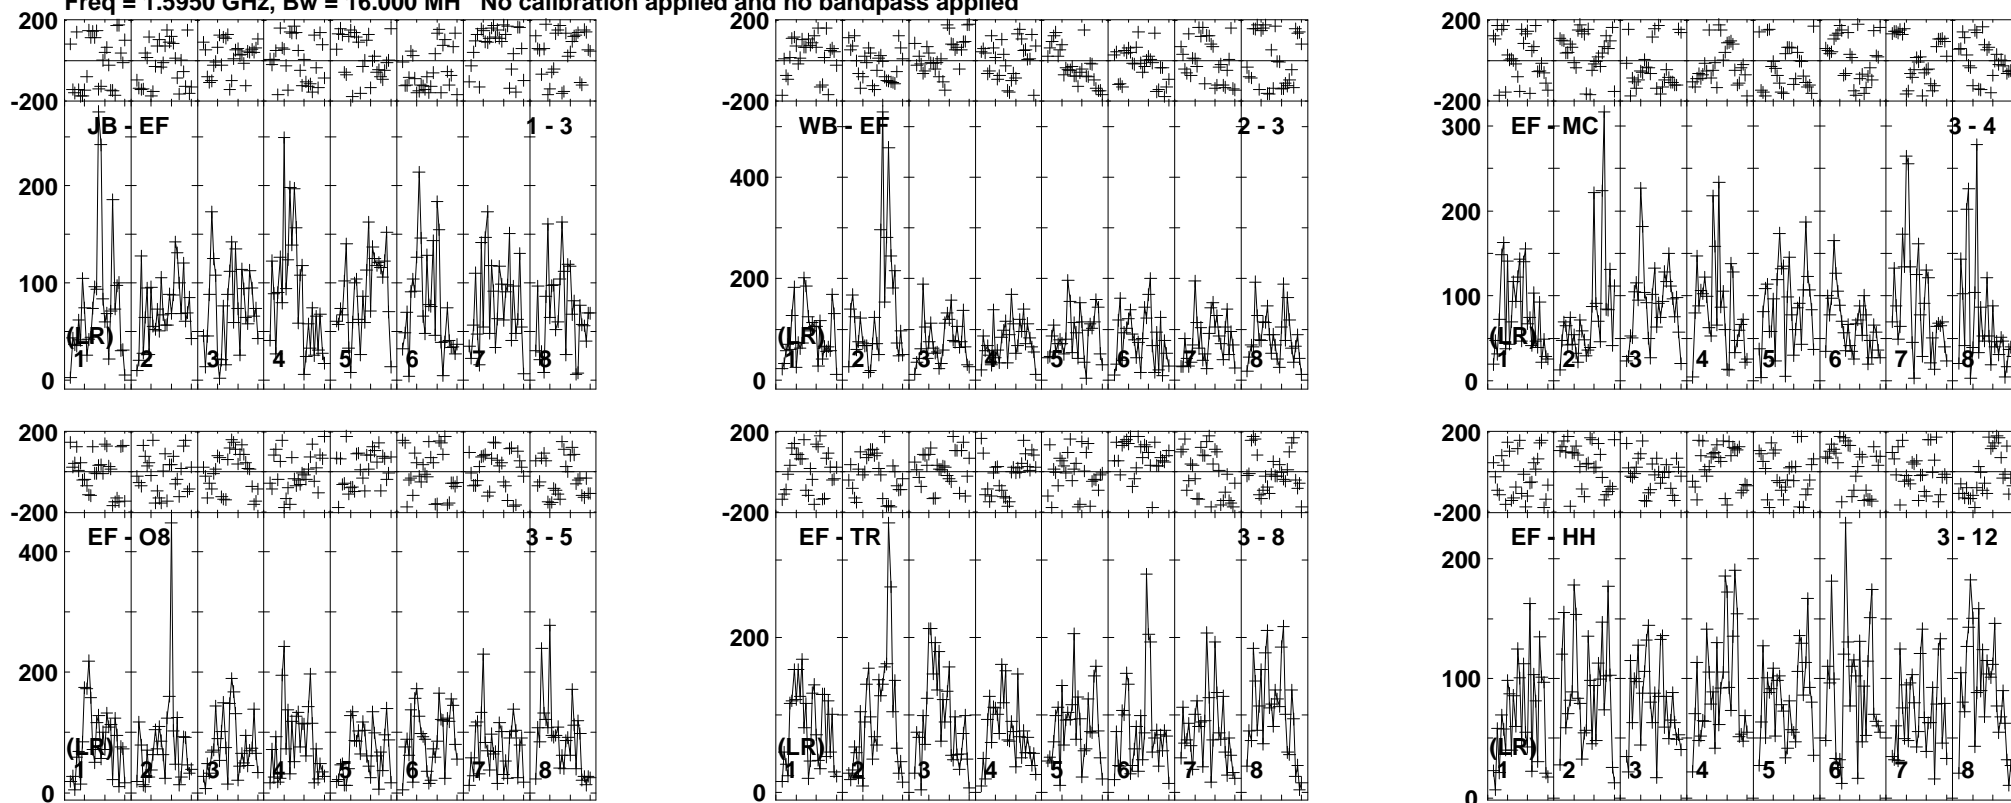 Freq = 1.5950 GHz, Bw = 16.000 MH No calibration applied and no bandpass applied
200
-200
JB - EF 1 - 3
200
100
0
(LR)
1 2 3 4 5 6 7 8
200
-200
WB - EF 2 - 3
400
200
0
(LR)
1 2 3 4 5 6 7 8
200
-200
EF - MC 3 - 4
300
200
100
0
(LR)
1 2 3 4 5 6 7 8
200
-200
EF - O8 3 - 5
400
200
0
(LR)
1 2 3 4 5 6 7 8
200
-200
EF - TR 3 - 8
200
0
(LR)
1 2 3 4 5 6 7 8
200
-200
EF - HH 3 - 12
200
100
0
(LR)
1 2 3 4 5 6 7 8